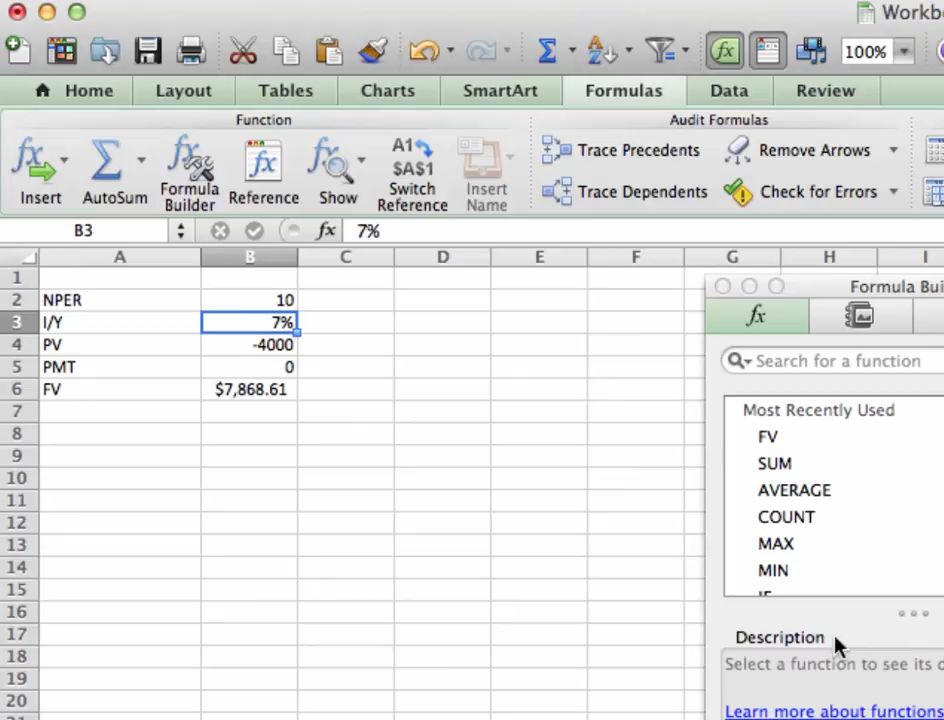 Workbo
100%
Home Layout Tables Charts SmartArt Formulas Data Review
Function Audit Formulas
A1
$A$1
Trace Precedents Remove Arrows
Insert AutoSum Formula Builder Reference Show Switch Reference Insert Name
Trace Dependents Check for Errors
B3 fx 7%
A B C D E F G H I
1
2 NPER 10
3 I/Y 7%
4 PV -4000
5 PMT 0
6 FV $7,868.61
7
8
9
10
11
12
13
14
15
16
17
18
19
20
Formula Bui
fx
Search for a function
Most Recently Used
FV
SUM
AVERAGE
COUNT
MAX
MIN
Description
Select a function to see its d
Learn more about functions